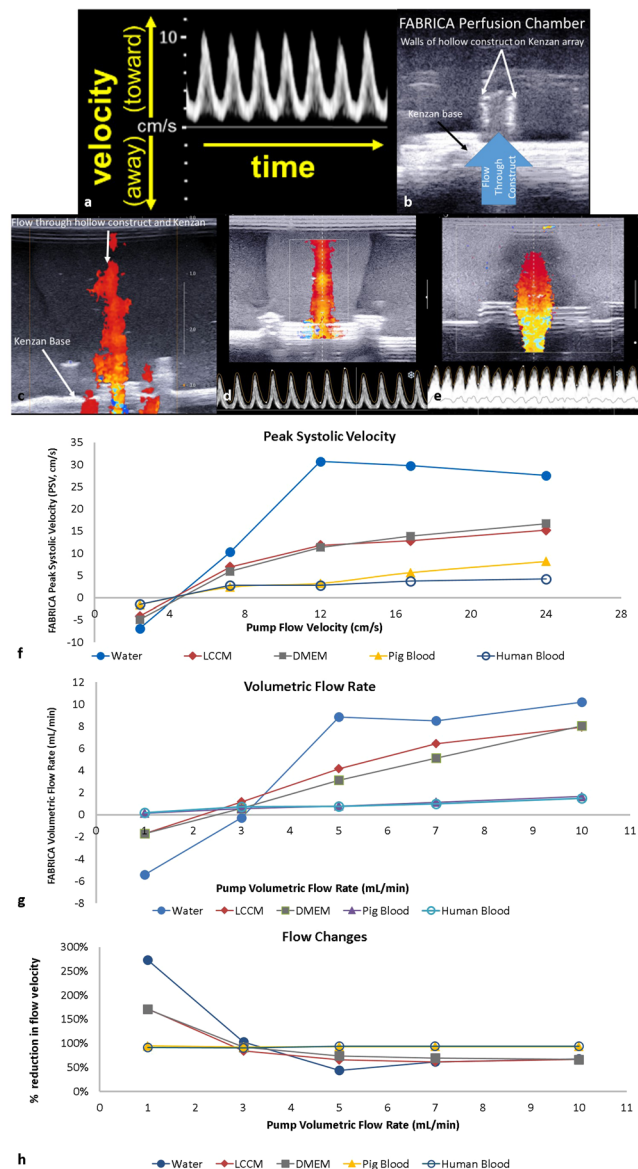 10
velocity
(toward)
cm/s
(away)
time
a
FABRICA Perfusion Chamber
Walls of hollow construct on Kenzan array
Kenzan base
Flow
Through
Construct
b
Flow through hollow construct and Kenzan
Kenzan Base
c
d
e
Peak Systolic Velocity
FABRICA Peak Systolic Velocity (PSV, cm/s)
35
30
25
20
15
10
5
0
-5
-10
0 4 8 12 16 20 24 28
Pump Flow Velocity (cm/s)
f
Water LCCM DMEM Pig Blood Human Blood
Volumetric Flow Rate
FABRICA Volumetric Flow Rate (mL/min)
12
10
8
6
4
2
0
-2
-4
-6
-8
0 1 2 3 4 5 6 7 8 9 10 11
Pump Volumetric Flow Rate (mL/min)
g
Water LCCM DMEM Pig Blood Human Blood
Flow Changes
% reduction in flow velocity
300%
250%
200%
150%
100%
50%
0%
0 1 2 3 4 5 6 7 8 9 10 11
Pump Volumetric Flow Rate (mL/min)
h
Water LCCM DMEM Pig Blood Human Blood